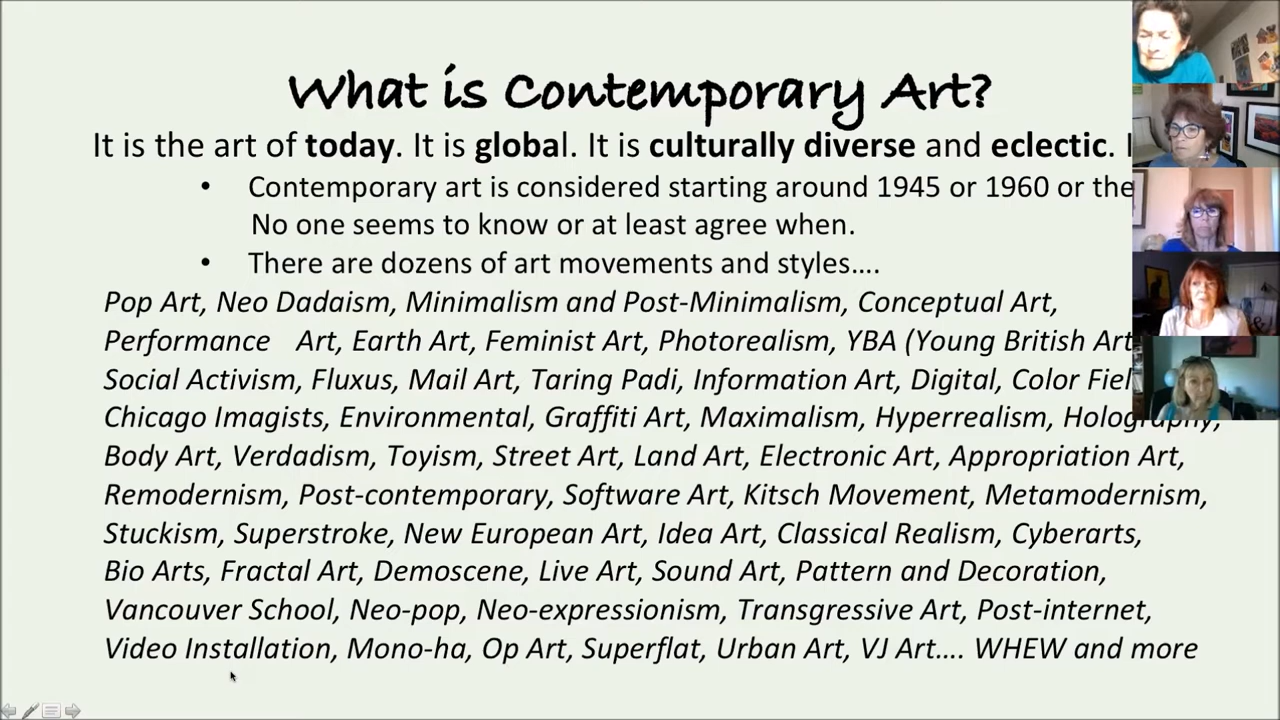 What is Contemporary Art?
It is the art of today. It is global. It is culturally diverse and eclectic. I
Contemporary art is considered starting around 1945 or 1960 or the
No one seems to know or at least agree when.
There are dozens of art movements and styles….
Pop Art, Neo Dadaism, Minimalism and Post-Minimalism, Conceptual Art,
Performance Art, Earth Art, Feminist Art, Photorealism, YBA (Young British Art
Social Activism, Fluxus, Mail Art, Taring Padi, Information Art, Digital, Color Fiel
Chicago Imagists, Environmental, Graffiti Art, Maximalism, Hyperrealism, Holography,
Body Art, Verdadism, Toyism, Street Art, Land Art, Electronic Art, Appropriation Art,
Remodernism, Post-contemporary, Software Art, Kitsch Movement, Metamodernism,
Stuckism, Superstroke, New European Art, Idea Art, Classical Realism, Cyberarts,
Bio Arts, Fractal Art, Demoscene, Live Art, Sound Art, Pattern and Decoration,
Vancouver School, Neo-pop, Neo-expressionism, Transgressive Art, Post-internet,
Video Installation, Mono-ha, Op Art, Superflat, Urban Art, VJ Art…. WHEW and more